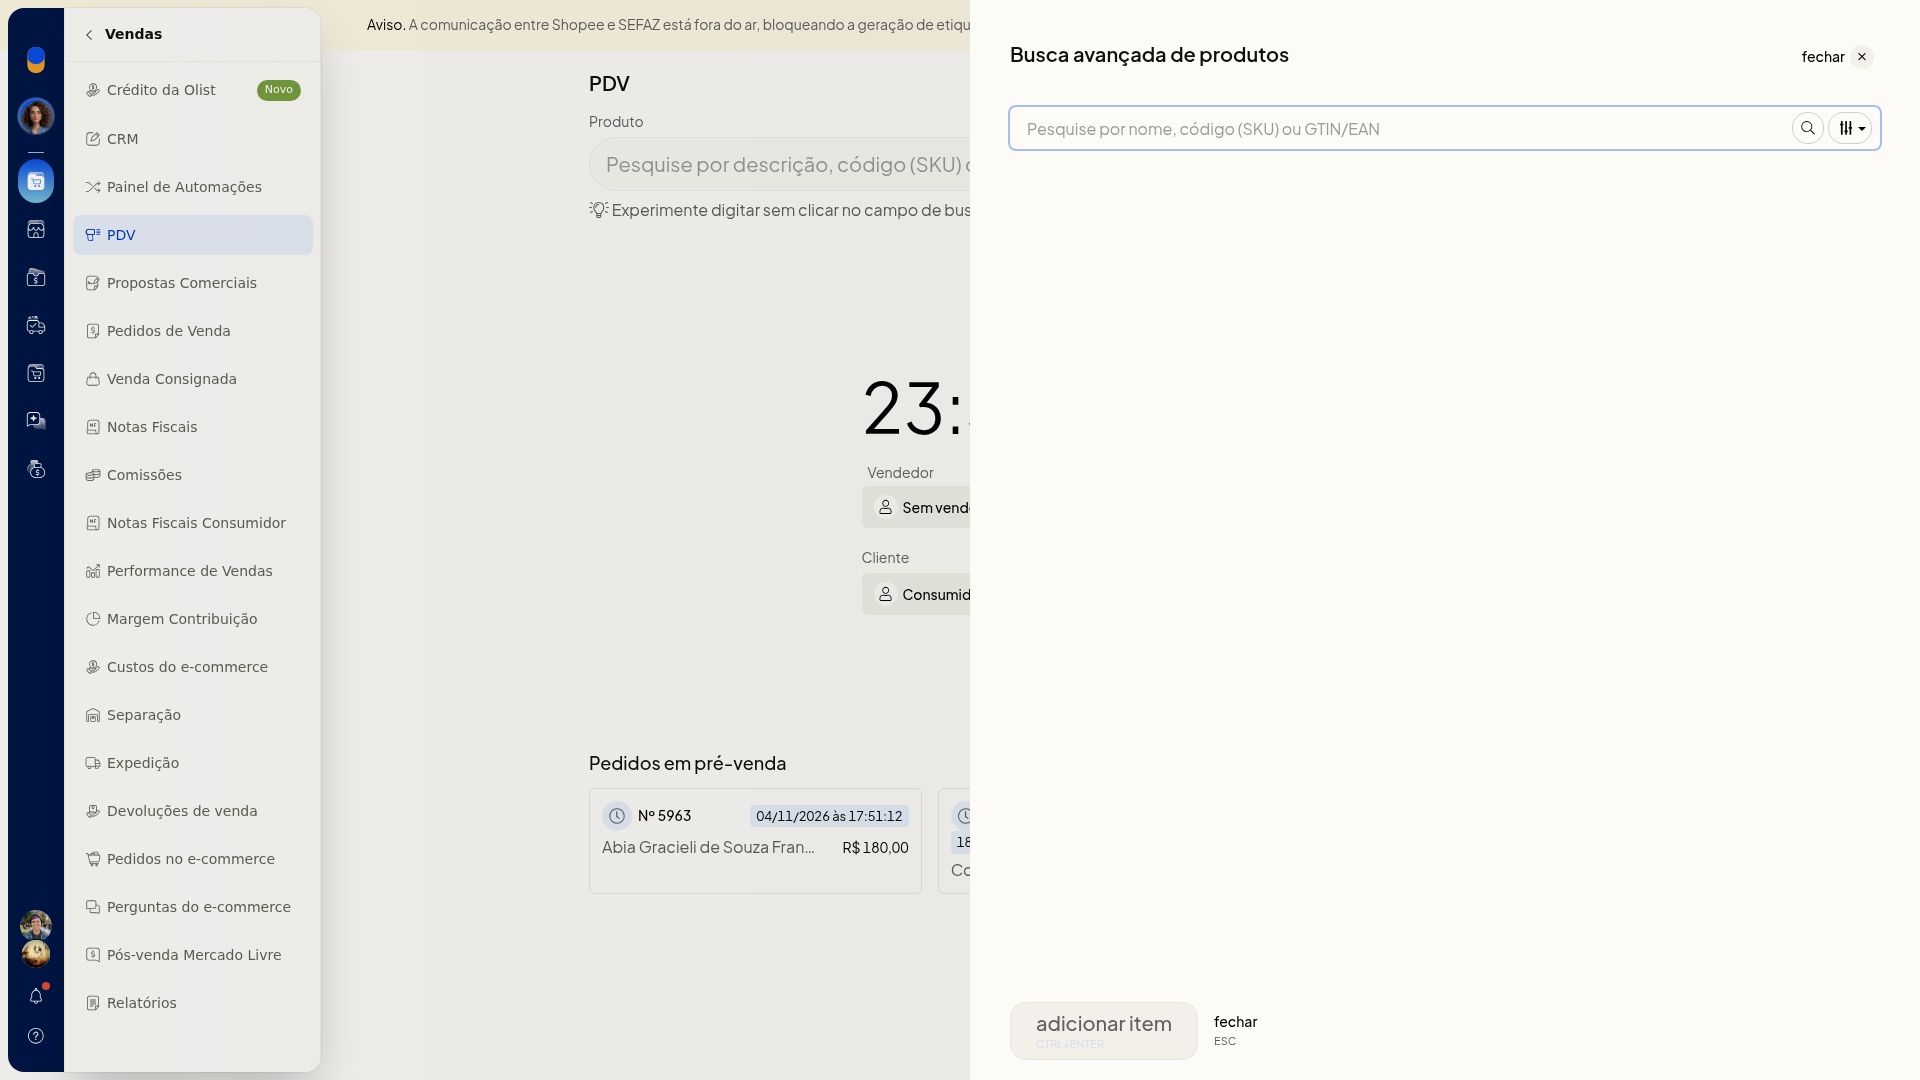 Vendas
Crédito da Olist
Novo
CRM
Painel de Automações
PDV
Propostas Comerciais
Pedidos de Venda
Venda Consignada
Notas Fiscais
Comissões
Notas Fiscais Consumidor
Performance de Vendas
Margem Contribuição
Custos do e-commerce
Separação
Expedição
Devoluções de venda
Pedidos no e-commerce
Perguntas do e-commerce
Pós-venda Mercado Livre
Relatórios
Aviso. A comunicação entre Shopee e SEFAZ está fora do ar, bloqueando a geração de etiqu
PDV
Produto
Pesquise por descrição, código (SKU)
Experimente digitar sem clicar no campo de bus
23:
Vendedor
Sem vend
Cliente
Consumid
Pedidos em pré-venda
Nº 5963
04/11/2026 às 17:51:12
Abia Gracieli de Souza Fran...
R$ 180,00
18
Co
Busca avançada de produtos
fechar
Pesquise por nome, código (SKU) ou GTIN/EAN
adicionar item
CTRL+ENTER
fechar
ESC